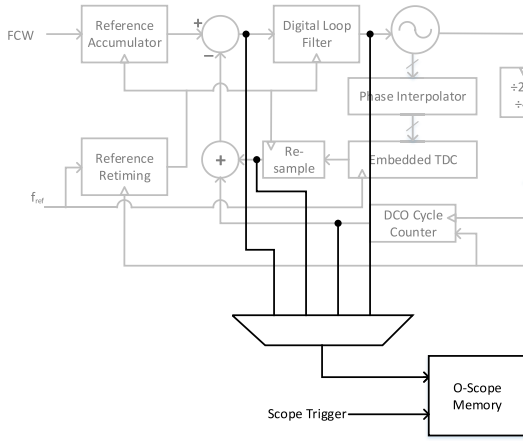 FCW
Reference
Accumulator
+
−
Digital Loop
Filter
Phase Interpolator
÷2
÷
Reference
Retiming
+
Re-
sample
Embedded TDC
fref
DCO Cycle
Counter
O-Scope
Memory
Scope Trigger